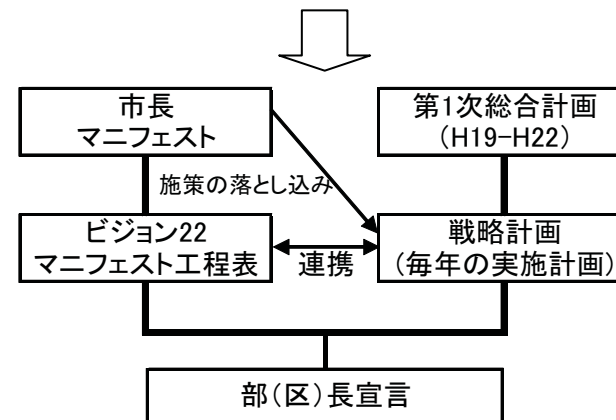 市長
マニフェスト
第1次総合計画
(H19-H22)
施策の落とし込み
ビジョン22
マニフェスト工程表
連携
戦略計画
(毎年の実施計画)
部(区)長宣言